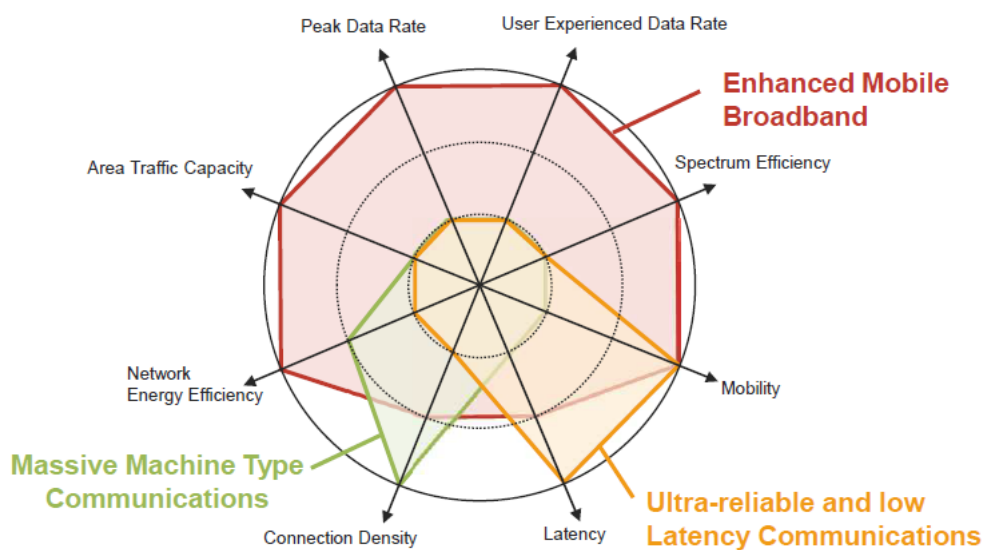 Peak Data Rate
User Experienced Data Rate
Enhanced Mobile
Broadband
Area Traffic Capacity
Spectrum Efficiency
Network
Energy Efficiency
Mobility
Massive Machine Type
Communications
Ultra-reliable and low
Latency Communications
Connection Density
Latency